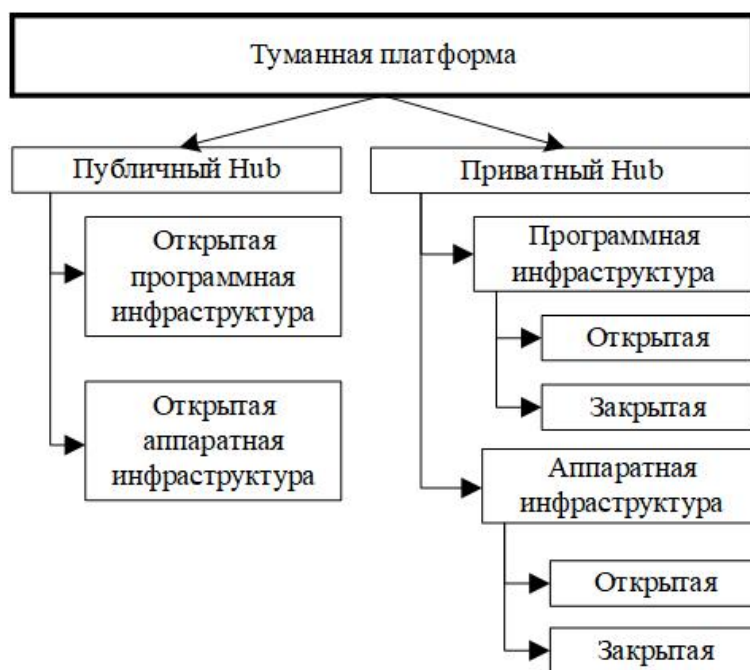 Туманная платформа
Публичный Hub
Открытая
программная
инфраструктура
Открытая
аппаратная
инфраструктура
Приватный Hub
Программная
инфраструктура
Открытая
Закрытая
Аппаратная
инфраструктура
Открытая
Закрытая